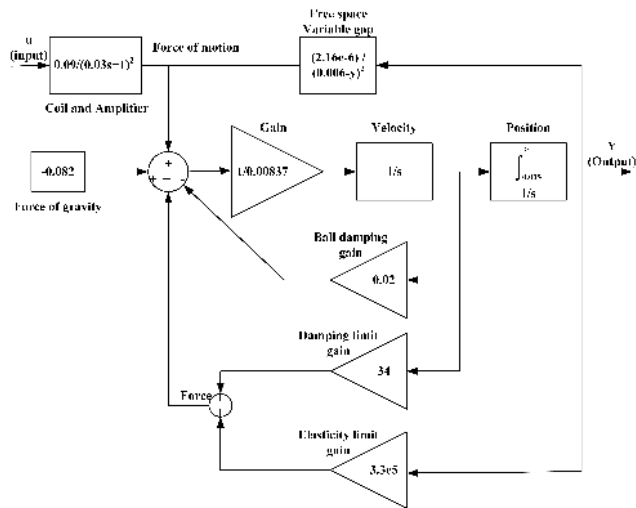 Free space
Variable gap
u
(input)
0.09/(0.03s−1)²
Force of motion
(2.16e-6) /
(0.006-y)²
Coil and Amplifier
Gain
Velocity
Position
Y
(Output)
-0.082
+
+ − −
1/0.00837
1/s
1/s
Force of gravity
Ball damping
gain
0.02
Damping limit
gain
34
Force
Elasticity limit
gain
3.3e5